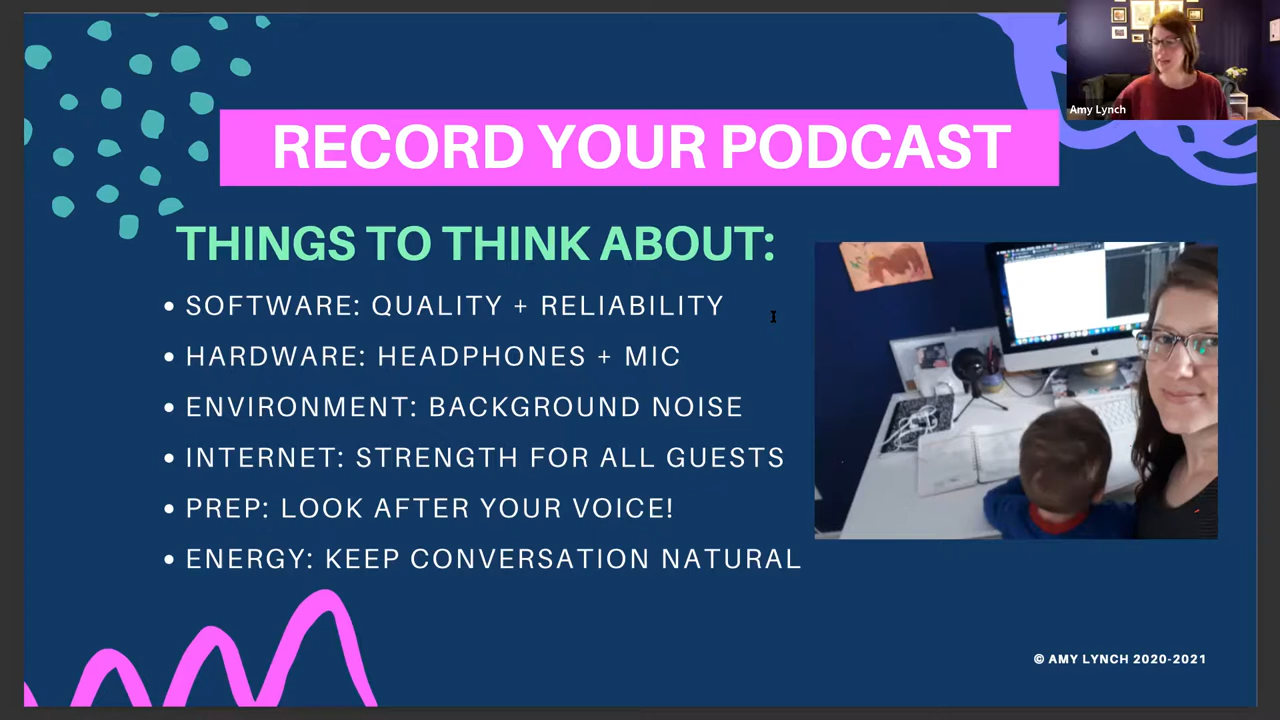 Amy Lynch
RECORD YOUR PODCAST
THINGS TO THINK ABOUT:
• SOFTWARE: QUALITY + RELIABILITY
• HARDWARE: HEADPHONES + MIC
• ENVIRONMENT: BACKGROUND NOISE
• INTERNET: STRENGTH FOR ALL GUESTS
• PREP: LOOK AFTER YOUR VOICE!
• ENERGY: KEEP CONVERSATION NATURAL
© AMY LYNCH 2020-2021